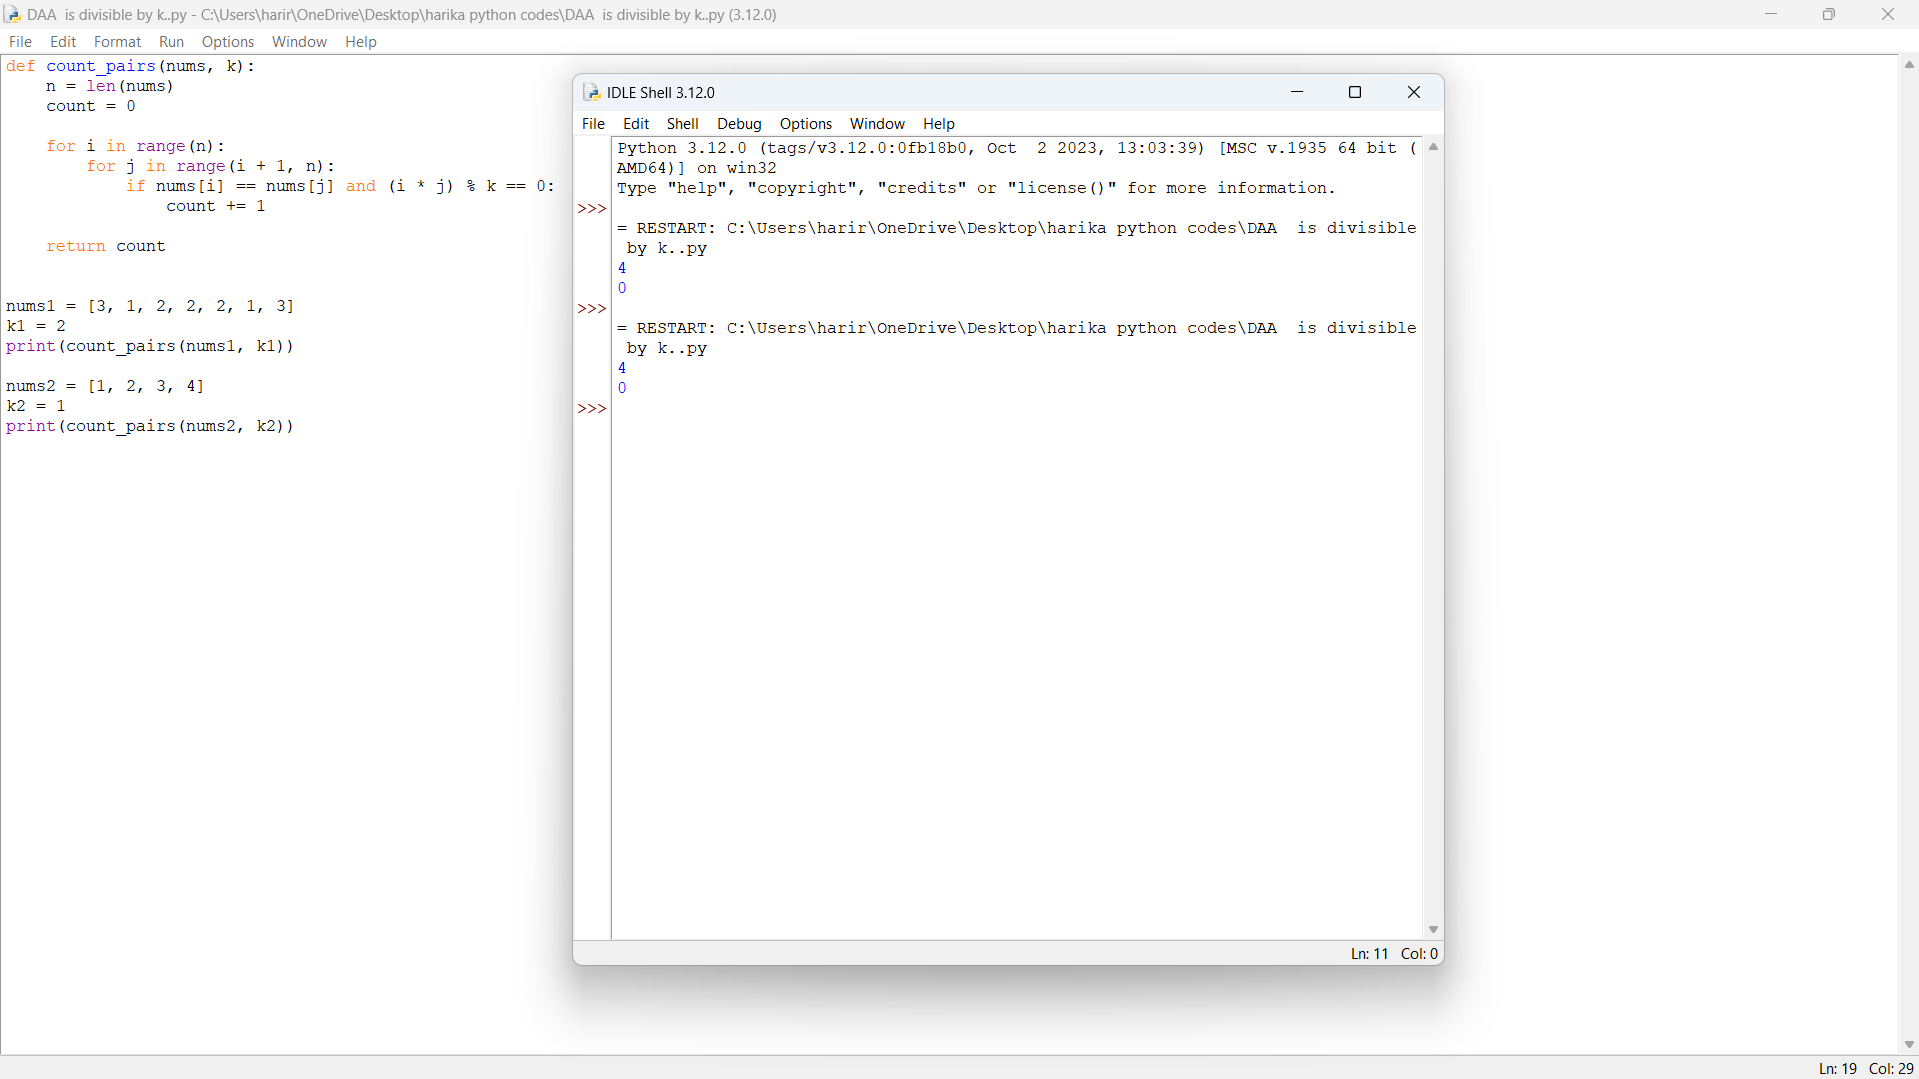 DAA  is divisible by k..py - C:\Users\harir\OneDrive\Desktop\harika python codes\DAA  is divisible by k..py (3.12.0)
File Edit Format Run Options Window Help
def count_pairs(nums, k):
    n = len(nums)
    count = 0
    for i in range(n):
        for j in range(i + 1, n):
            if nums[i] == nums[j] and (i * j) % k == 0:
                count += 1
    return count
nums1 = [3, 1, 2, 2, 2, 1, 3]
k1 = 2
print(count_pairs(nums1, k1))
nums2 = [1, 2, 3, 4]
k2 = 1
print(count_pairs(nums2, k2))
IDLE Shell 3.12.0
File Edit Shell Debug Options Window Help
Python 3.12.0 (tags/v3.12.0:0fb18b0, Oct  2 2023, 13:03:39) [MSC v.1935 64 bit (
AMD64)] on win32
Type "help", "copyright", "credits" or "license()" for more information.
>>>
= RESTART: C:\Users\harir\OneDrive\Desktop\harika python codes\DAA  is divisible
 by k..py
4
0
>>>
= RESTART: C:\Users\harir\OneDrive\Desktop\harika python codes\DAA  is divisible
 by k..py
4
0
>>>
Ln: 11 Col: 0
Ln: 19 Col: 29